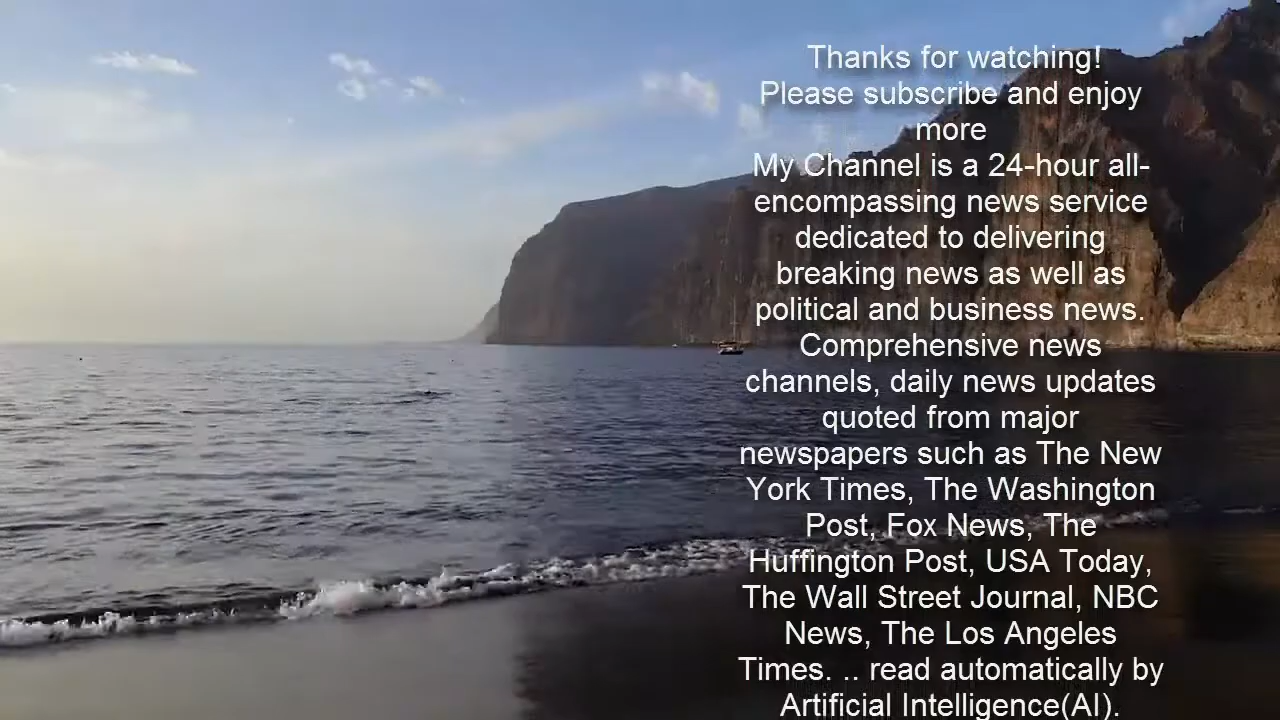 Thanks for watching!
Please subscribe and enjoy
more
My Channel is a 24-hour all-
encompassing news service
dedicated to delivering
breaking news as well as
political and business news.
Comprehensive news
channels, daily news updates
quoted from major
newspapers such as The New
York Times, The Washington
Post, Fox News, The
Huffington Post, USA Today,
The Wall Street Journal, NBC
News, The Los Angeles
Times. .. read automatically by
Artificial Intelligence(AI).